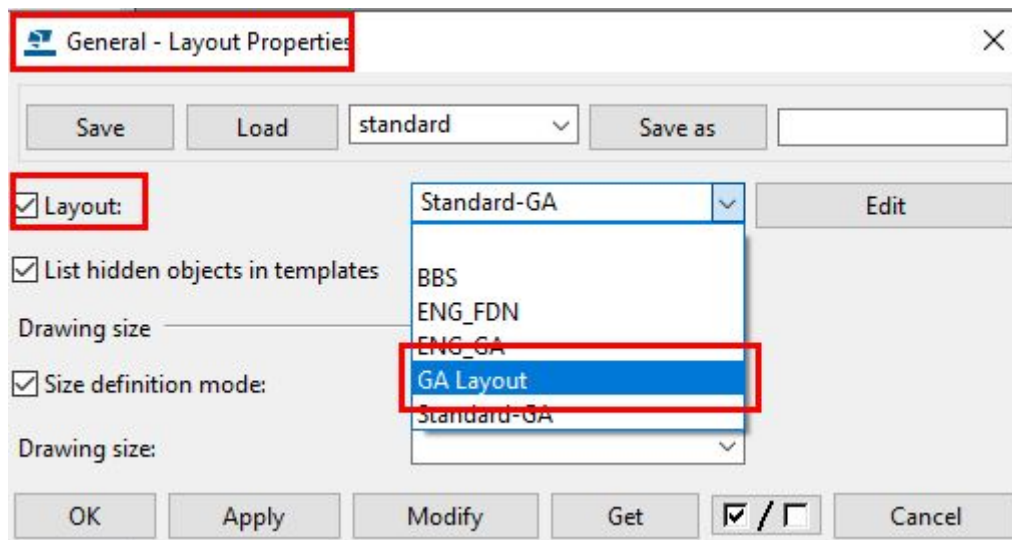 General - Layout Properties
Save Load standard Save as
Layout: Standard-GA Edit
List hidden objects in templates
BBS
ENG_FDN
Drawing size
ENG_GA
Size definition mode: GA Layout
Standard-GA
Drawing size:
OK Apply Modify Get / Cancel